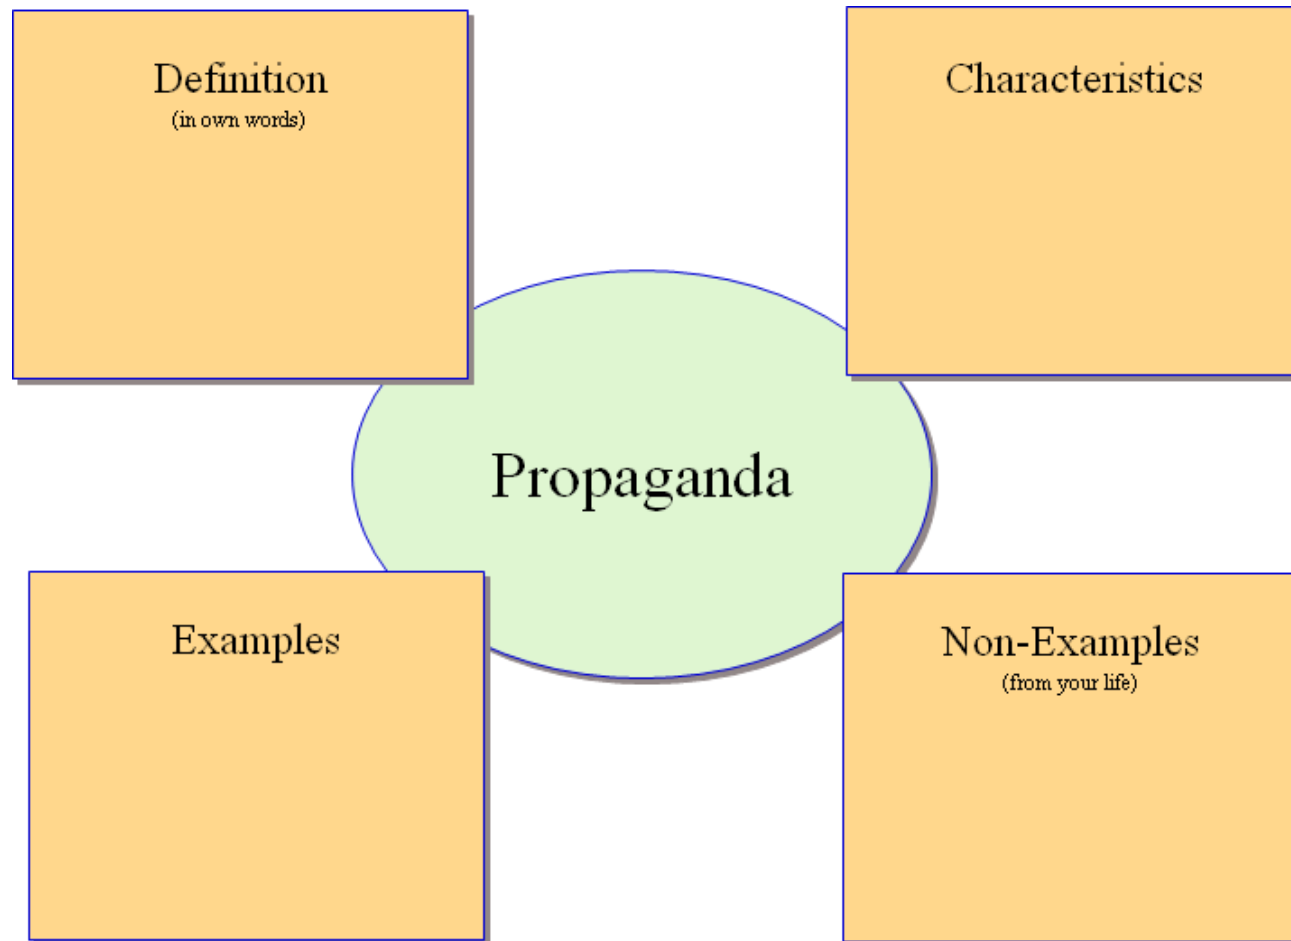 Definition
(in own words)
Characteristics
Propaganda
Examples
Non-Examples
(from your life)